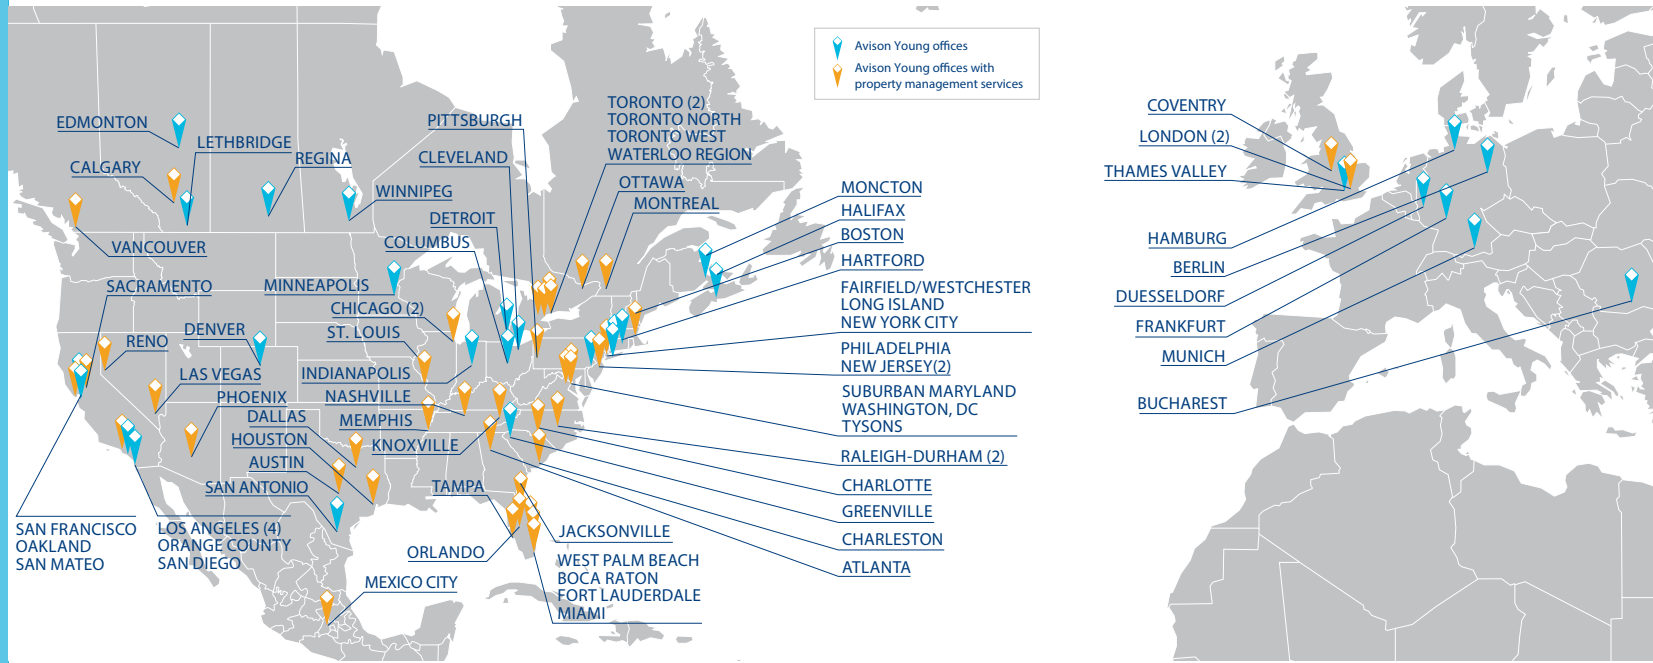 Avison Young offices
Avison Young offices with
property management services
EDMONTON
LETHBRIDGE
CALGARY
REGINA
WINNIPEG
VANCOUVER
PITTSBURGH
CLEVELAND
DETROIT
COLUMBUS
TORONTO (2)
TORONTO NORTH
TORONTO WEST
WATERLOO REGION
OTTAWA
MONTREAL
MONCTON
HALIFAX
BOSTON
HARTFORD
FAIRFIELD/WESTCHESTER
LONG ISLAND
NEW YORK CITY
PHILADELPHIA
NEW JERSEY(2)
SUBURBAN MARYLAND
WASHINGTON, DC
TYSONS
RALEIGH-DURHAM (2)
CHARLOTTE
GREENVILLE
CHARLESTON
ATLANTA
SACRAMENTO
RENO
DENVER
LAS VEGAS
PHOENIX
DALLAS
HOUSTON
AUSTIN
SAN ANTONIO
MINNEAPOLIS
CHICAGO (2)
ST. LOUIS
INDIANAPOLIS
NASHVILLE
MEMPHIS
KNOXVILLE
TAMPA
ORLANDO
JACKSONVILLE
WEST PALM BEACH
BOCA RATON
FORT LAUDERDALE
MIAMI
SAN FRANCISCO
OAKLAND
SAN MATEO
LOS ANGELES (4)
ORANGE COUNTY
SAN DIEGO
MEXICO CITY
COVENTRY
LONDON (2)
THAMES VALLEY
HAMBURG
BERLIN
DUESSELDORF
FRANKFURT
MUNICH
BUCHAREST